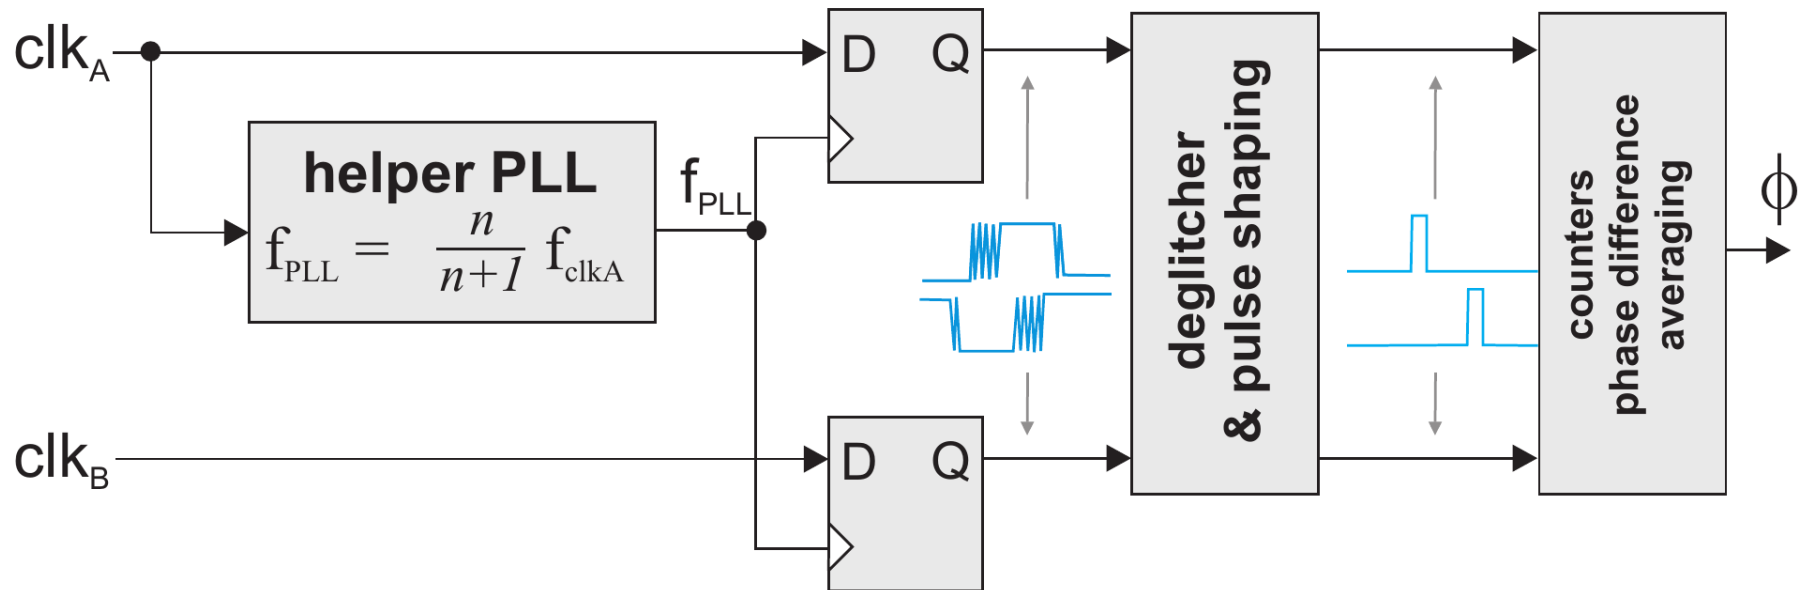 clkA
helper PLL
fPLL = n/n+1 fclkA
fPLL
D Q
deglitcher
& pulse shaping
counters
phase difference
averaging
ϕ
clkB
D Q